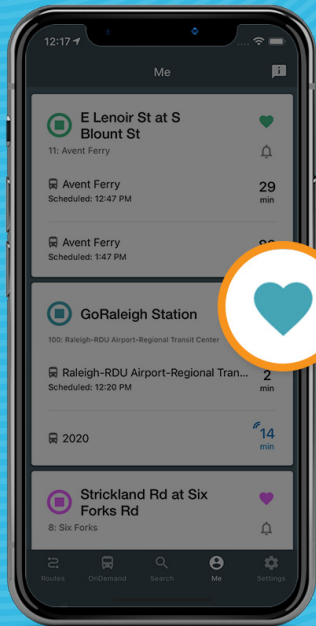 12:17
Me
E Lenoir St at S
Blount St
11: Avent Ferry
Avent Ferry
29
Scheduled: 12:47 PM
min
Avent Ferry
Scheduled: 1:47 PM
GoRaleigh Station
100: Raleigh-RDU Airport-Regional Transit Center
Raleigh-RDU Airport-Regional Tran...
2
Scheduled: 12:20 PM
min
2020
14
min
Strickland Rd at Six
Forks Rd
8: Six Forks
Routes OnDemand Search Me Settings